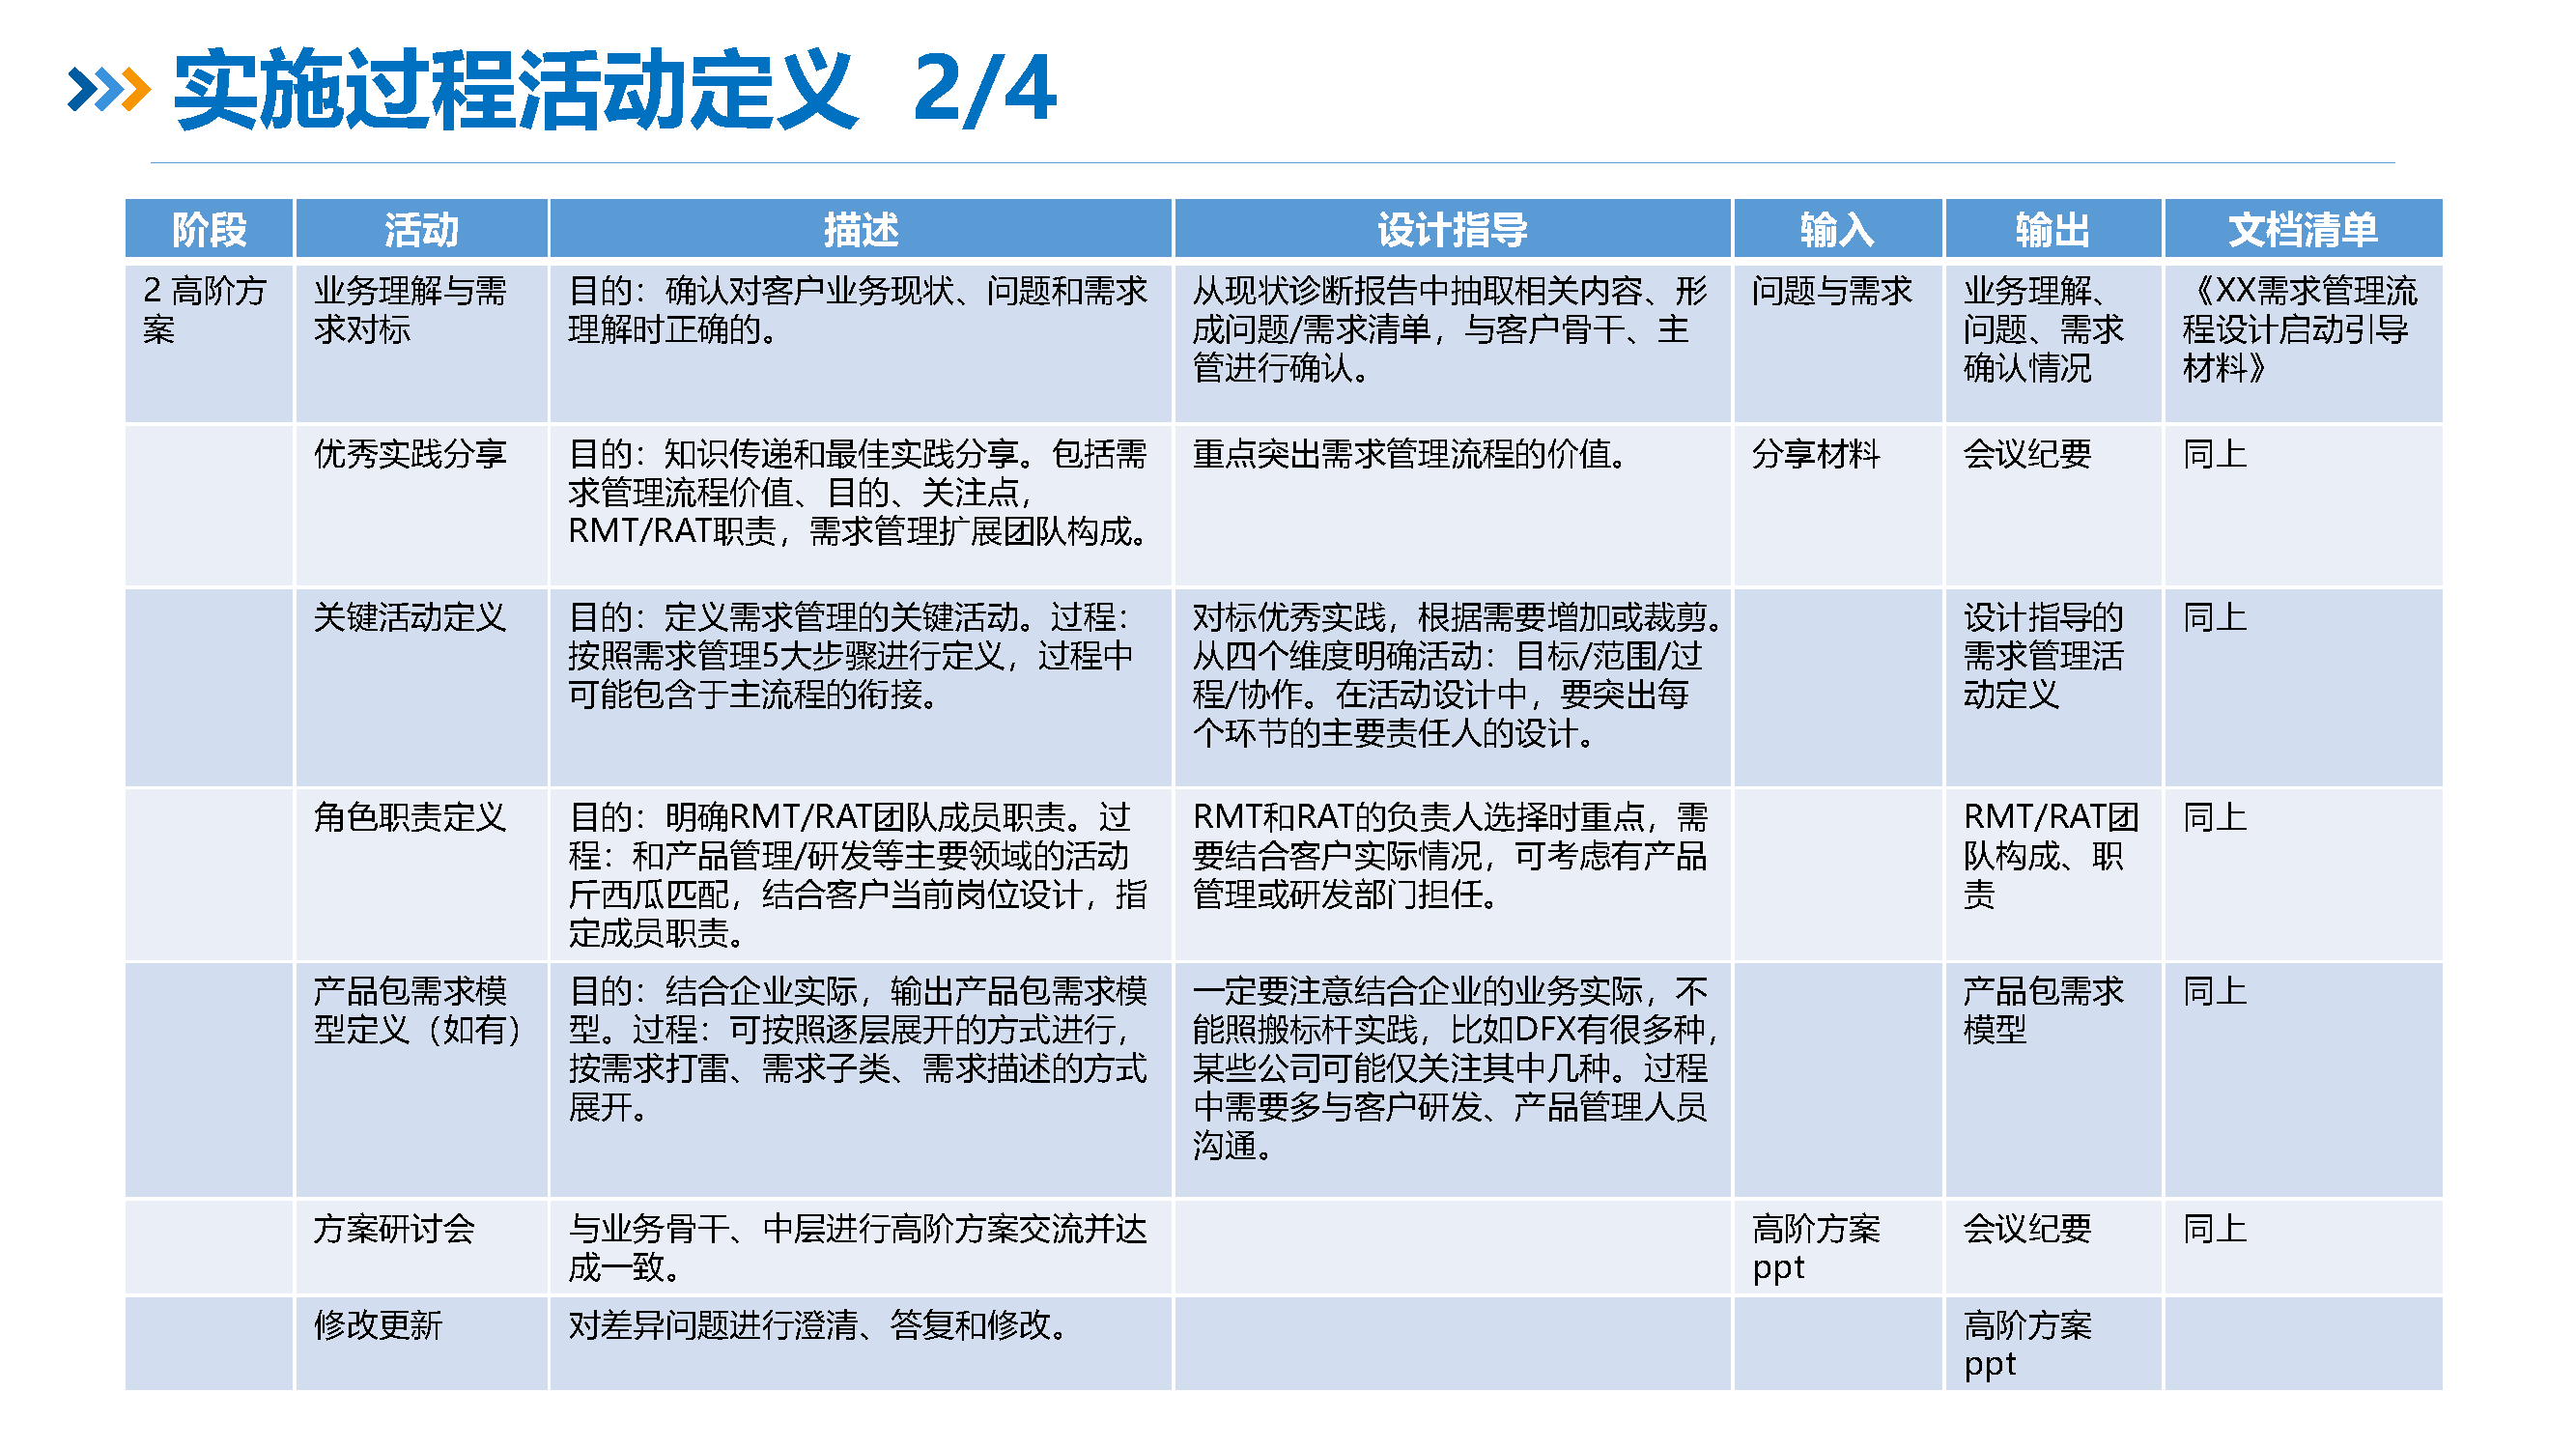 实施过程活动定义 2/4
阶段 活动 描述 设计指导 输入 输出 文档清单
2 高阶方
案
业务理解与需
求对标
目的：确认对客户业务现状、问题和需求
理解时正确的。
从现状诊断报告中抽取相关内容、形
成问题/需求清单，与客户骨干、主
管进行确认。
问题与需求
业务理解、
问题、需求
确认情况
《XX需求管理流
程设计启动引导
材料》
优秀实践分享
目的：知识传递和最佳实践分享。包括需
求管理流程价值、目的、关注点，
RMT/RAT职责，需求管理扩展团队构成。
重点突出需求管理流程的价值。
分享材料
会议纪要
同上
关键活动定义
目的：定义需求管理的关键活动。过程：
按照需求管理5大步骤进行定义，过程中
可能包含于主流程的衔接。
对标优秀实践，根据需要增加或裁剪。
从四个维度明确活动：目标/范围/过
程/协作。在活动设计中，要突出每
个环节的主要责任人的设计。
设计指导的
需求管理活
动定义
同上
角色职责定义
目的：明确RMT/RAT团队成员职责。过
程：和产品管理/研发等主要领域的活动
斤西瓜匹配，结合客户当前岗位设计，指
定成员职责。
RMT和RAT的负责人选择时重点，需
要结合客户实际情况，可考虑有产品
管理或研发部门担任。
RMT/RAT团
队构成、职
责
同上
产品包需求模
型定义（如有）
目的：结合企业实际，输出产品包需求模
型。过程：可按照逐层展开的方式进行，
按需求打雷、需求子类、需求描述的方式
展开。
一定要注意结合企业的业务实际，不
能照搬标杆实践，比如DFX有很多种，
某些公司可能仅关注其中几种。过程
中需要多与客户研发、产品管理人员
沟通。
产品包需求
模型
同上
方案研讨会
与业务骨干、中层进行高阶方案交流并达
成一致。
高阶方案
ppt
会议纪要
同上
修改更新
对差异问题进行澄清、答复和修改。
高阶方案
ppt